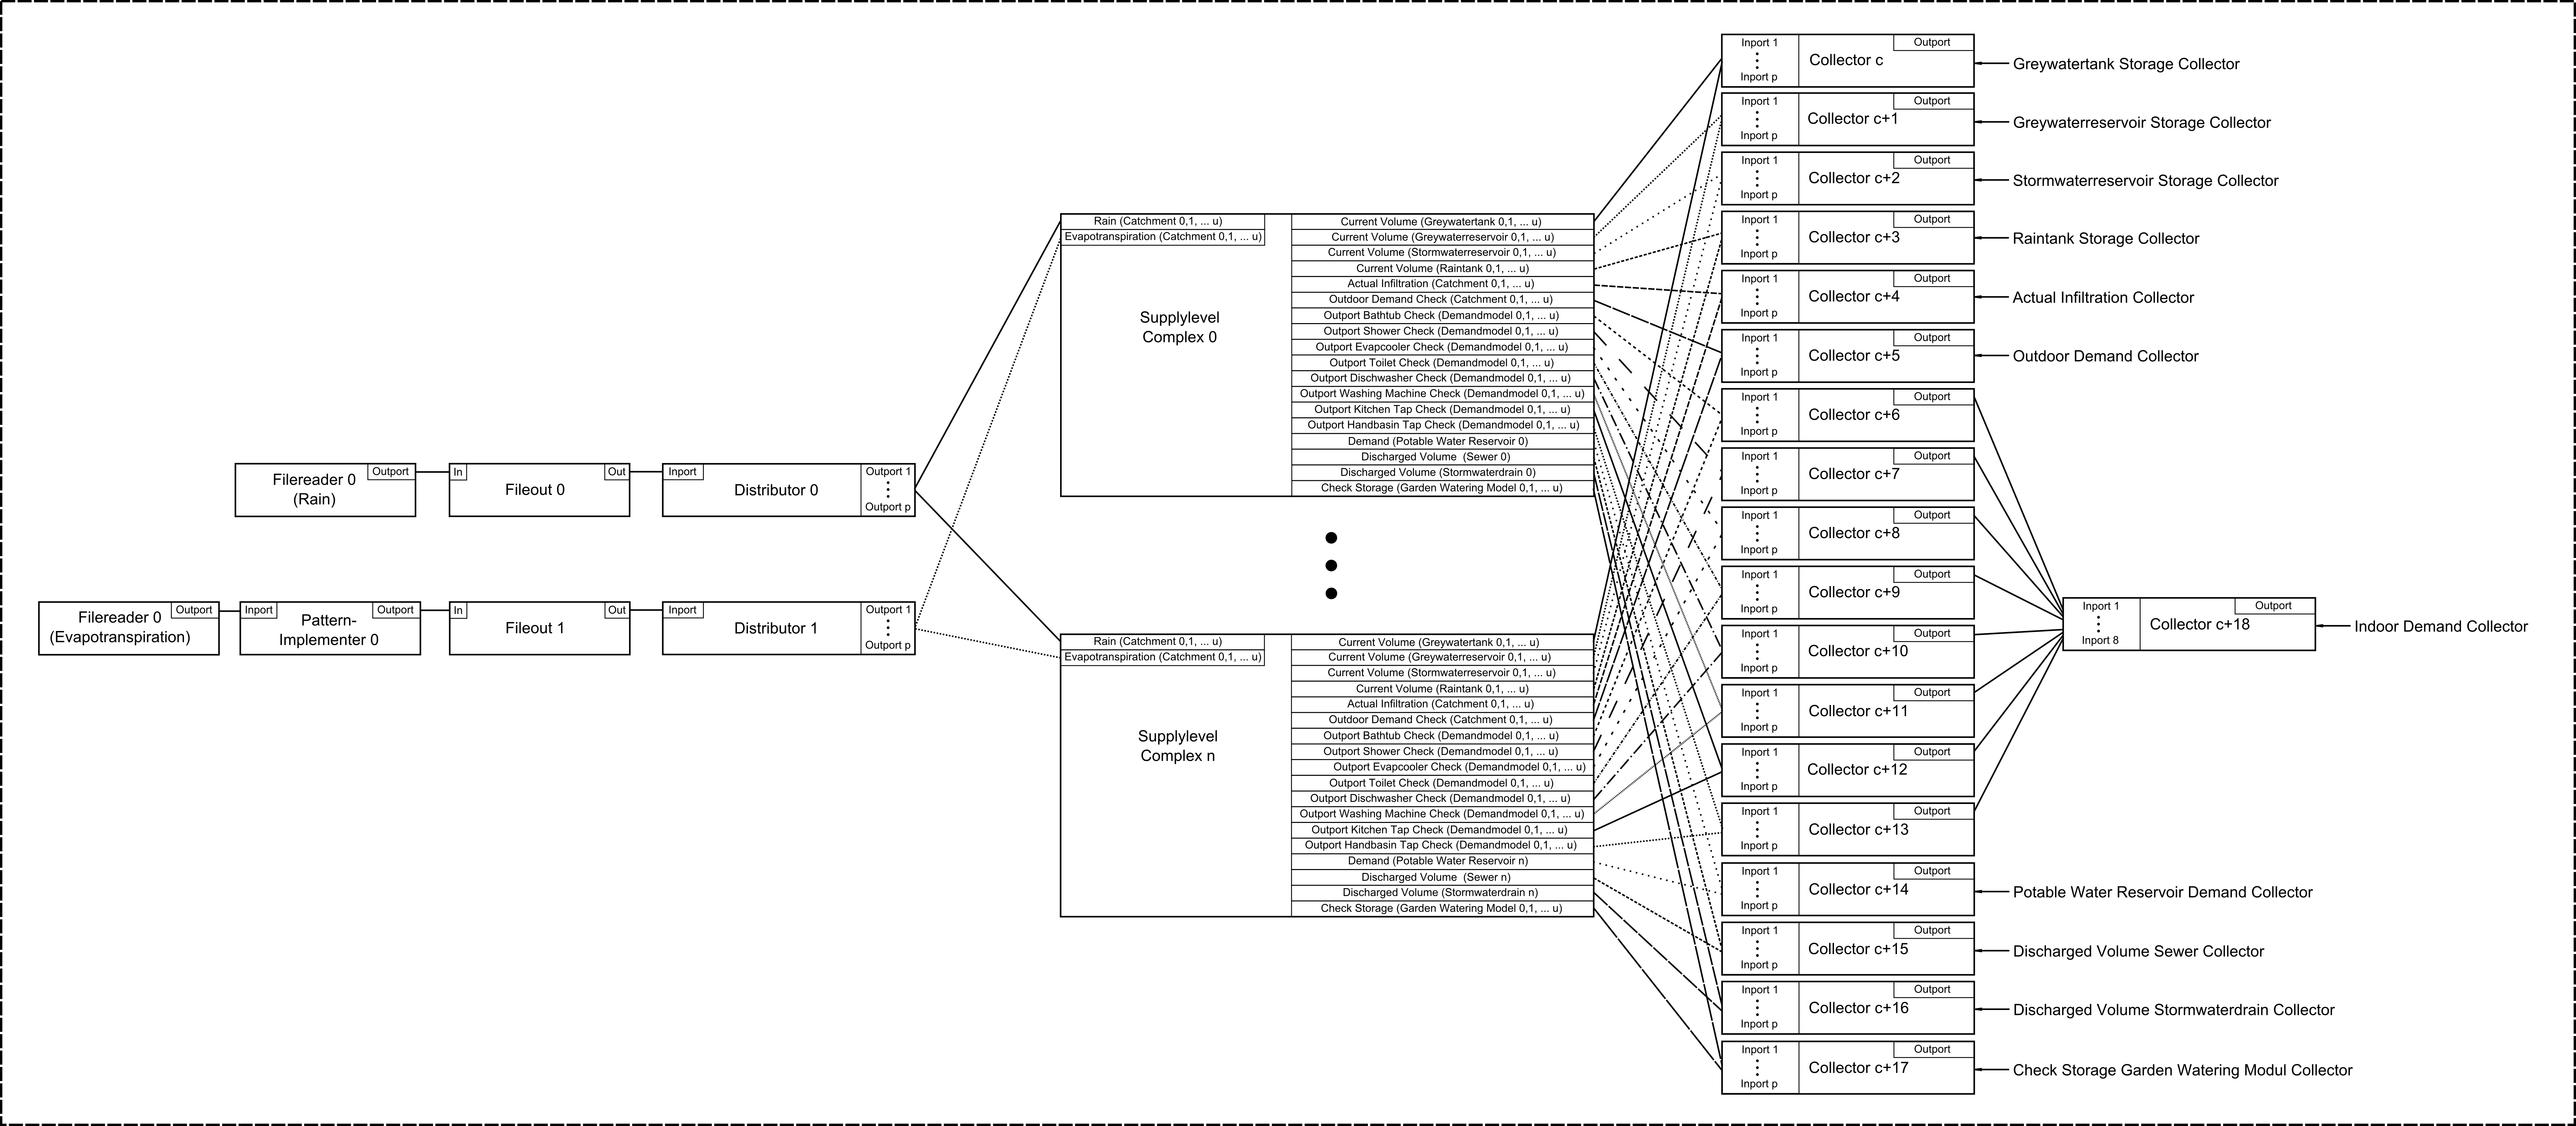 Filereader 0
(Rain)
Outport
In
Fileout 0
Out
Inport
Distributor 0
Outport 1
Outport p
Filereader 0
(Evapotranspiration)
Outport
Inport
Pattern-
Implementer 0
Outport
In
Fileout 1
Out
Inport
Distributor 1
Outport 1
Outport p
Rain (Catchment 0,1, ... u)
Evapotranspiration (Catchment 0,1, ... u)
Supplylevel
Complex 0
Current Volume (Greywatertank 0,1, ... u)
Current Volume (Greywaterreservoir 0,1, ... u)
Current Volume (Stormwaterreservoir 0,1, ... u)
Current Volume (Raintank 0,1, ... u)
Actual Infiltration (Catchment 0,1, ... u)
Outdoor Demand Check (Catchment 0,1, ... u)
Outport Bathtub Check (Demandmodel 0,1, ... u)
Outport Shower Check (Demandmodel 0,1, ... u)
Outport Evapcooler Check (Demandmodel 0,1, ... u)
Outport Toilet Check (Demandmodel 0,1, ... u)
Outport Dischwasher Check (Demandmodel 0,1, ... u)
Outport Washing Machine Check (Demandmodel 0,1, ... u)
Outport Kitchen Tap Check (Demandmodel 0,1, ... u)
Outport Handbasin Tap Check (Demandmodel 0,1, ... u)
Demand (Potable Water Reservoir 0)
Discharged Volume (Sewer 0)
Discharged Volume (Stormwaterdrain 0)
Check Storage (Garden Watering Model 0,1, ... u)
Rain (Catchment 0,1, ... u)
Evapotranspiration (Catchment 0,1, ... u)
Supplylevel
Complex n
Current Volume (Greywatertank 0,1, ... u)
Current Volume (Greywaterreservoir 0,1, ... u)
Current Volume (Stormwaterreservoir 0,1, ... u)
Current Volume (Raintank 0,1, ... u)
Actual Infiltration (Catchment 0,1, ... u)
Outdoor Demand Check (Catchment 0,1, ... u)
Outport Bathtub Check (Demandmodel 0,1, ... u)
Outport Shower Check (Demandmodel 0,1, ... u)
Outport Evapcooler Check (Demandmodel 0,1, ... u)
Outport Toilet Check (Demandmodel 0,1, ... u)
Outport Dischwasher Check (Demandmodel 0,1, ... u)
Outport Washing Machine Check (Demandmodel 0,1, ... u)
Outport Kitchen Tap Check (Demandmodel 0,1, ... u)
Outport Handbasin Tap Check (Demandmodel 0,1, ... u)
Demand (Potable Water Reservoir n)
Discharged Volume (Sewer n)
Discharged Volume (Stormwaterdrain n)
Check Storage (Garden Watering Model 0,1, ... u)
Inport 1
Inport p
Collector c
Outport
Greywatertank Storage Collector
Inport 1
Inport p
Collector c+1
Outport
Greywaterreservoir Storage Collector
Inport 1
Inport p
Collector c+2
Outport
Stormwaterreservoir Storage Collector
Inport 1
Inport p
Collector c+3
Outport
Raintank Storage Collector
Inport 1
Inport p
Collector c+4
Outport
Actual Infiltration Collector
Inport 1
Inport p
Collector c+5
Outport
Outdoor Demand Collector
Inport 1
Inport p
Collector c+6
Outport
Inport 1
Inport p
Collector c+7
Outport
Inport 1
Inport p
Collector c+8
Outport
Inport 1
Inport p
Collector c+9
Outport
Inport 1
Inport p
Collector c+10
Outport
Inport 1
Inport p
Collector c+11
Outport
Inport 1
Inport p
Collector c+12
Outport
Inport 1
Inport p
Collector c+13
Outport
Inport 1
Inport p
Collector c+14
Outport
Potable Water Reservoir Demand Collector
Inport 1
Inport p
Collector c+15
Outport
Discharged Volume Sewer Collector
Inport 1
Inport p
Collector c+16
Outport
Discharged Volume Stormwaterdrain Collector
Inport 1
Inport p
Collector c+17
Outport
Check Storage Garden Watering Modul Collector
Inport 1
Inport 8
Collector c+18
Outport
Indoor Demand Collector